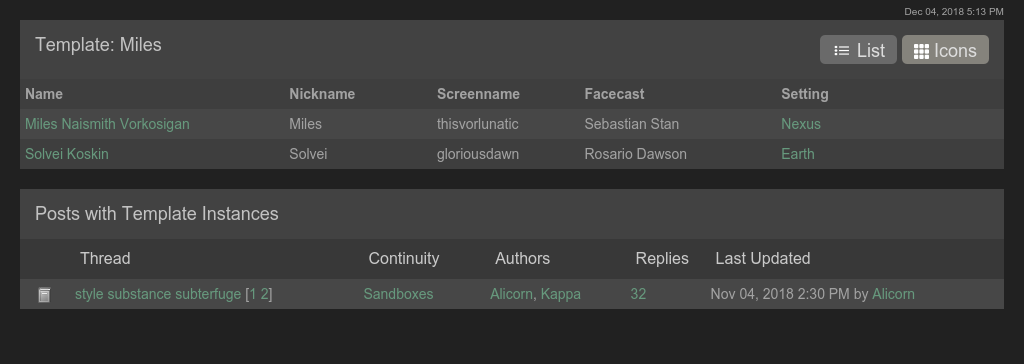 Dec 04, 2018 5:13 PM
Template: Miles
List Icons
Name Nickname Screenname Facecast Setting
Miles Naismith Vorkosigan Miles thisvorlunatic Sebastian Stan Nexus
Solvei Koskin Solvei gloriousdawn Rosario Dawson Earth
Posts with Template Instances
Thread Continuity Authors Replies Last Updated
style substance subterfuge [1 2] Sandboxes Alicorn, Kappa 32 Nov 04, 2018 2:30 PM by Alicorn